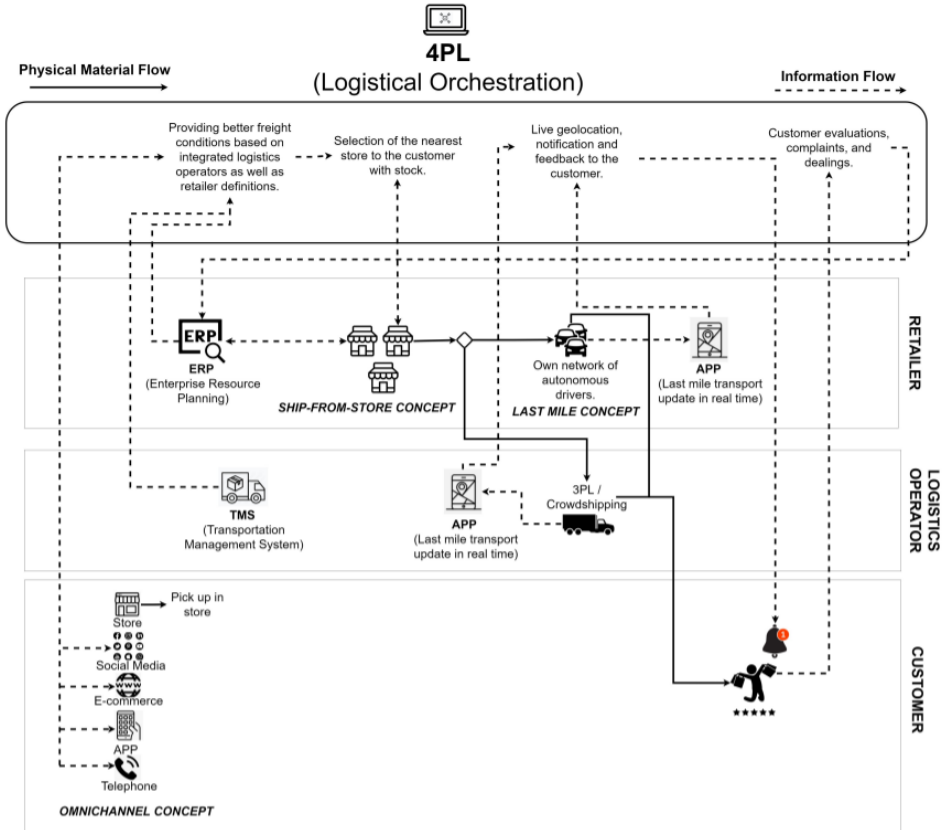 4PL
(Logistical Orchestration)
Physical Material Flow
Information Flow
Providing better freight
conditions based on
integrated logistics
operators as well as
retailer definitions.
Selection of the nearest
store to the customer
with stock.
Live geolocation,
notification and
feedback to the
customer.
Customer evaluations,
complaints, and
dealings.
ERP
ERP
(Enterprise Resource
Planning)
SHIP-FROM-STORE CONCEPT
Own network of
autonomous
drivers.
LAST MILE CONCEPT
APP
(Last mile transport
update in real time)
RETAILER
TMS
(Transportation
Management System)
APP
(Last mile transport
update in real time)
3PL /
Crowdshipping
LOGISTICS
OPERATOR
Store
Pick up in
store
Social Media
www
E-commerce
APP
Telephone
OMNICHANNEL CONCEPT
1
CUSTOMER